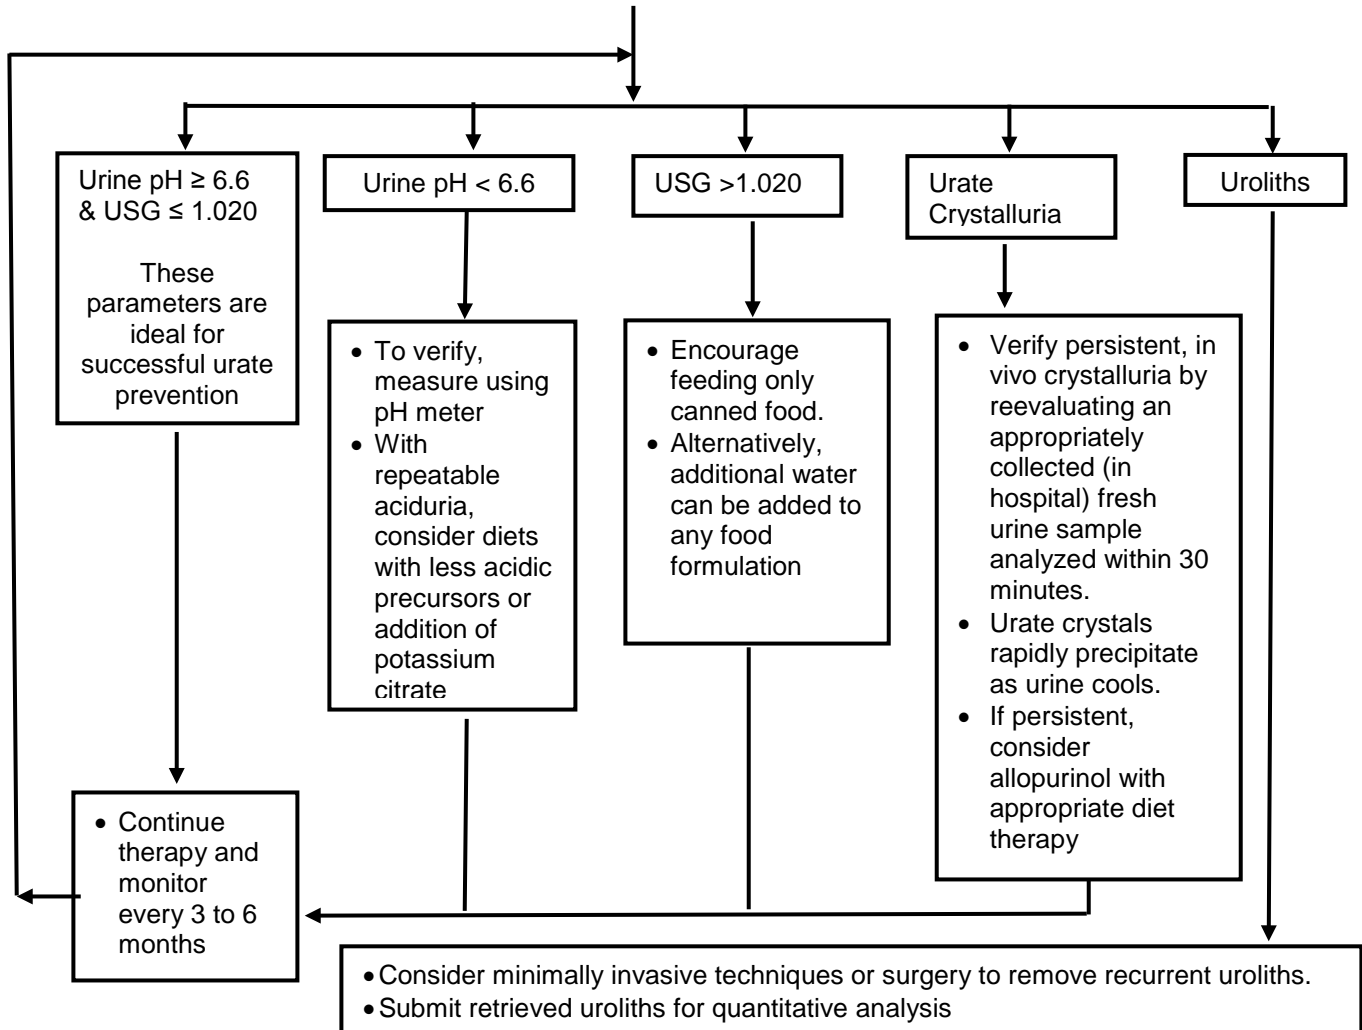 Urine pH ≥ 6.6
& USG ≤ 1.020
These
parameters are
ideal for
successful urate
prevention
Urine pH < 6.6
USG >1.020
Urate
Crystalluria
Uroliths
• To verify,
measure using
pH meter
• With
repeatable
aciduria,
consider diets
with less acidic
precursors or
addition of
potassium
citrate
• Encourage
feeding only
canned food.
• Alternatively,
additional water
can be added to
any food
formulation
• Verify persistent, in
vivo crystalluria by
reevaluating an
appropriately
collected (in
hospital) fresh
urine sample
analyzed within 30
minutes.
• Urate crystals
rapidly precipitate
as urine cools.
• If persistent,
consider
allopurinol with
appropriate diet
therapy
• Continue
therapy and
monitor
every 3 to 6
months
• Consider minimally invasive techniques or surgery to remove recurrent uroliths.
• Submit retrieved uroliths for quantitative analysis